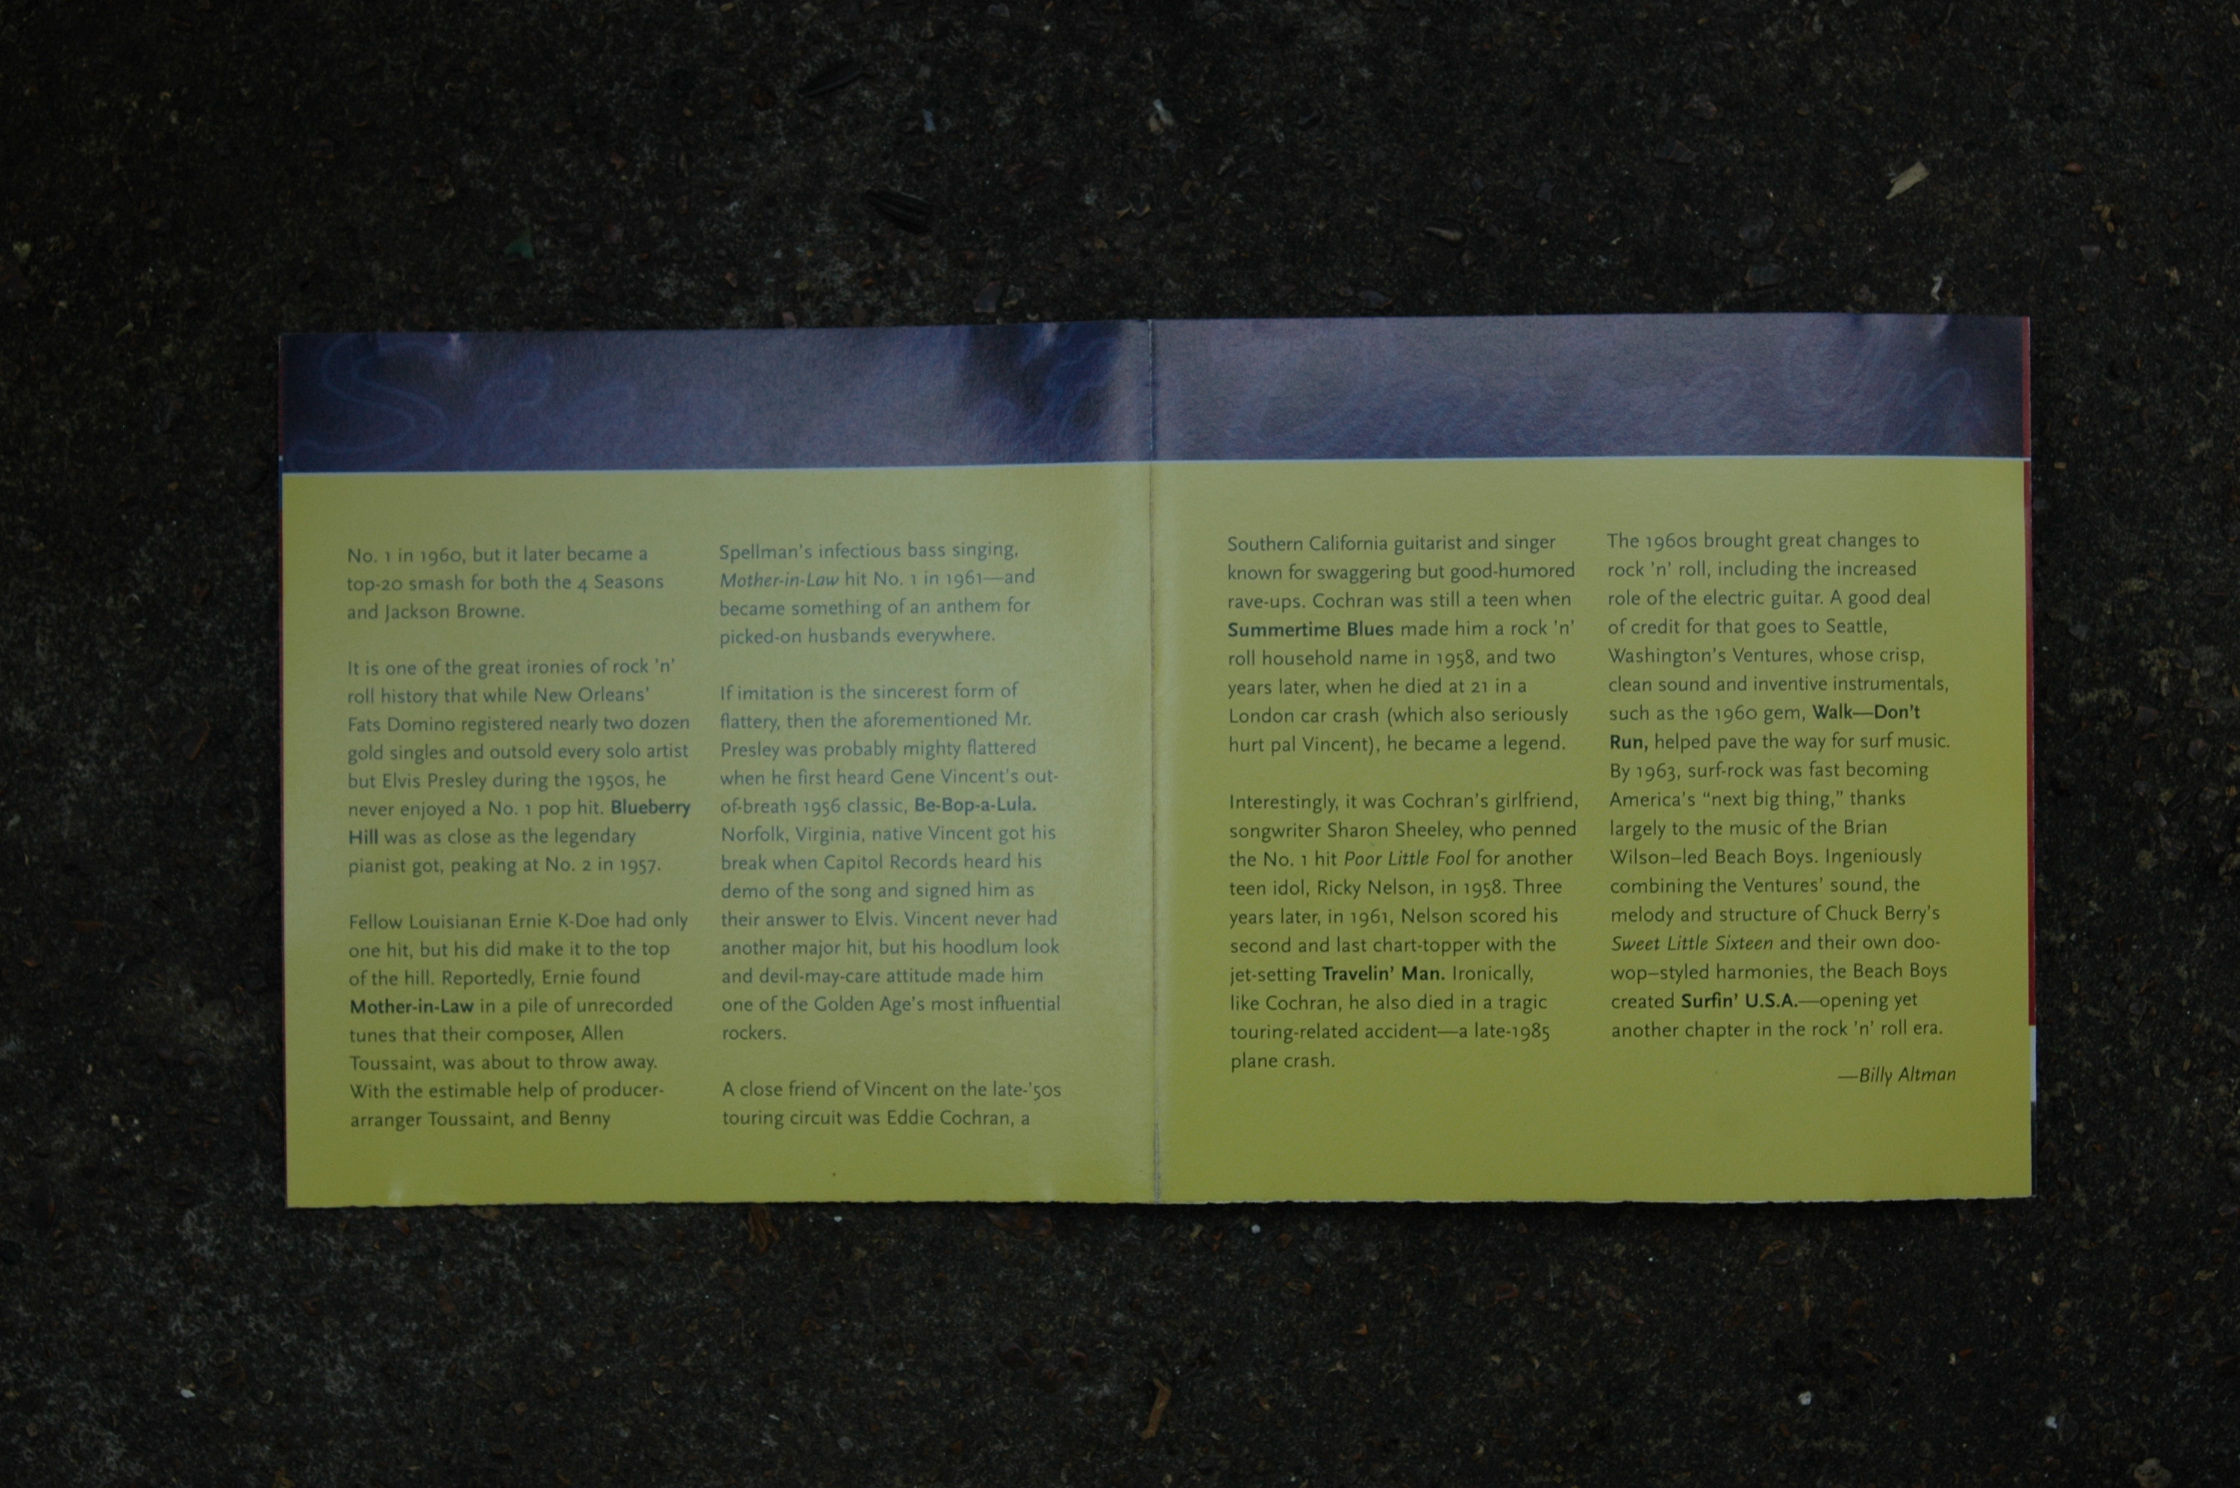 No. 1 in 1960, but it later became a
top-20 smash for both the 4 Seasons
and Jackson Browne.
It is one of the great ironies of rock 'n'
roll history that while New Orleans'
Fats Domino registered nearly two dozen
gold singles and outsold every solo artist
but Elvis Presley during the 1950s, he
never enjoyed a No. 1 pop hit. Blueberry
Hill was as close as the legendary
pianist got, peaking at No. 2 in 1957.
Fellow Louisianan Ernie K-Doe had only
one hit, but his did make it to the top
of the hill. Reportedly, Ernie found
Mother-in-Law in a pile of unrecorded
tunes that their composer, Allen
Toussaint, was about to throw away.
With the estimable help of producer-
arranger Toussaint, and Benny
Spellman's infectious bass singing,
Mother-in-Law hit No. 1 in 1961—and
became something of an anthem for
picked-on husbands everywhere.
If imitation is the sincerest form of
flattery, then the aforementioned Mr.
Presley was probably mighty flattered
when he first heard Gene Vincent's out-
of-breath 1956 classic, Be-Bop-a-Lula.
Norfolk, Virginia, native Vincent got his
break when Capitol Records heard his
demo of the song and signed him as
their answer to Elvis. Vincent never had
another major hit, but his hoodlum look
and devil-may-care attitude made him
one of the Golden Age's most influential
rockers.
A close friend of Vincent on the late-'50s
touring circuit was Eddie Cochran, a
Southern California guitarist and singer
known for swaggering but good-humored
rave-ups. Cochran was still a teen when
Summertime Blues made him a rock 'n'
roll household name in 1958, and two
years later, when he died at 21 in a
London car crash (which also seriously
hurt pal Vincent), he became a legend.
Interestingly, it was Cochran's girlfriend,
songwriter Sharon Sheeley, who penned
the No. 1 hit Poor Little Fool for another
teen idol, Ricky Nelson, in 1958. Three
years later, in 1961, Nelson scored his
second and last chart-topper with the
jet-setting Travelin' Man. Ironically,
like Cochran, he also died in a tragic
touring-related accident—a late-1985
plane crash.
The 1960s brought great changes to
rock 'n' roll, including the increased
role of the electric guitar. A good deal
of credit for that goes to Seattle,
Washington's Ventures, whose crisp,
clean sound and inventive instrumentals,
such as the 1960 gem, Walk—Don't
Run, helped pave the way for surf music.
By 1963, surf-rock was fast becoming
America's "next big thing," thanks
largely to the music of the Brian
Wilson–led Beach Boys. Ingeniously
combining the Ventures' sound, the
melody and structure of Chuck Berry's
Sweet Little Sixteen and their own doo-
wop–styled harmonies, the Beach Boys
created Surfin' U.S.A.—opening yet
another chapter in the rock 'n' roll era.
—Billy Altman